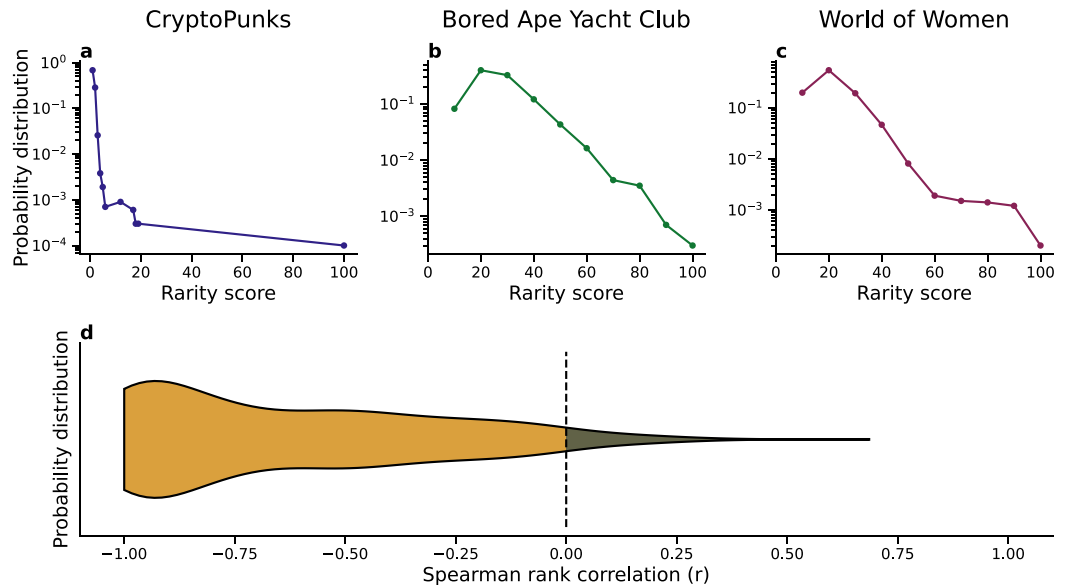 CryptoPunks
Bored Ape Yacht Club
World of Women
a
b
c
Probability distribution
10⁰
10⁻¹
10⁻²
10⁻³
10⁻⁴
10⁻¹
10⁻²
10⁻³
10⁻¹
10⁻²
10⁻³
0 20 40 60 80 100
0 20 40 60 80 100
0 20 40 60 80 100
Rarity score
Rarity score
Rarity score
d
Probability distribution
−1.00 −0.75 −0.50 −0.25 0.00 0.25 0.50 0.75 1.00
Spearman rank correlation (r)